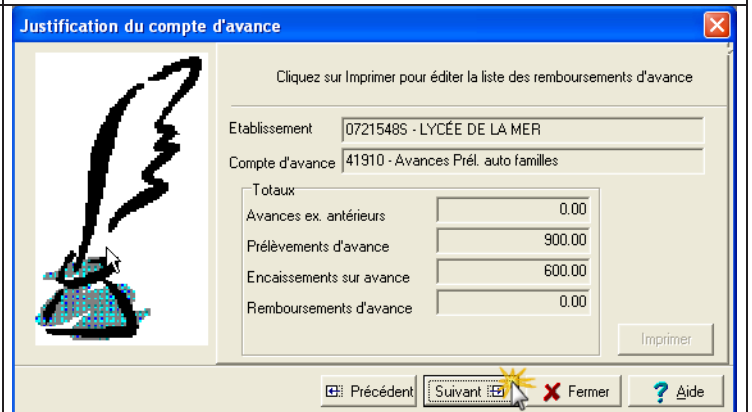 Justification du compte d'avance
Cliquez sur Imprimer pour éditer la liste des remboursements d'avance
Etablissement 0721548S - LYCÉE DE LA MER
Compte d'avance 41910 - Avances Prél. auto familles
Totaux
Avances ex. antérieurs 0.00
Prélèvements d'avance 900.00
Encaissements sur avance 600.00
Remboursements d'avance 0.00
Imprimer
Précédent Suivant Fermer ? Aide